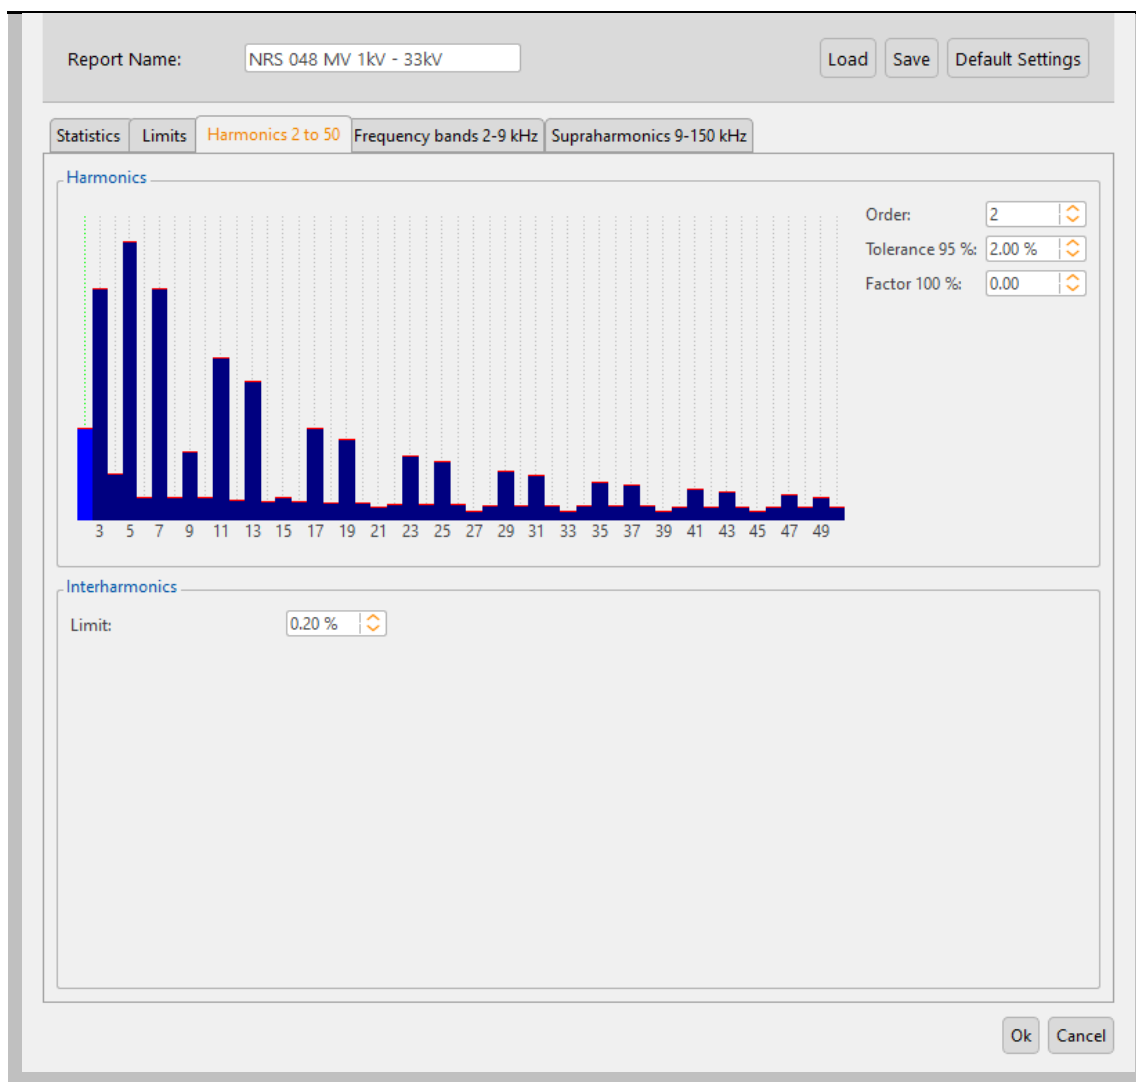 Report Name: NRS 048 MV 1kV - 33kV Load Save Default Settings
Statistics Limits Harmonics 2 to 50 Frequency bands 2-9 kHz Supraharmonics 9-150 kHz
Harmonics
Order: 2
Tolerance 95 %: 2.00 %
Factor 100 %: 0.00
3 5 7 9 11 13 15 17 19 21 23 25 27 29 31 33 35 37 39 41 43 45 47 49
Interharmonics
Limit: 0.20 %
Ok Cancel